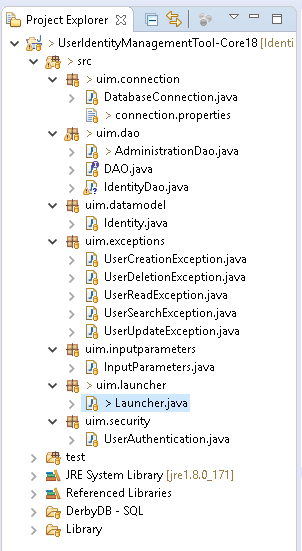 Project Explorer
> UserIdentityManagementTool-Core18 [Identi
> src
> uim.connection
DatabaseConnection.java
> connection.properties
> uim.dao
> AdministrationDao.java
DAO.java
IdentityDao.java
uim.datamodel
Identity.java
uim.exceptions
UserCreationException.java
UserDeletionException.java
UserReadException.java
UserSearchException.java
UserUpdateException.java
uim.inputparameters
InputParameters.java
> uim.launcher
> Launcher.java
uim.security
UserAuthentication.java
test
JRE System Library [jre1.8.0_171]
Referenced Libraries
DerbyDB - SQL
Library